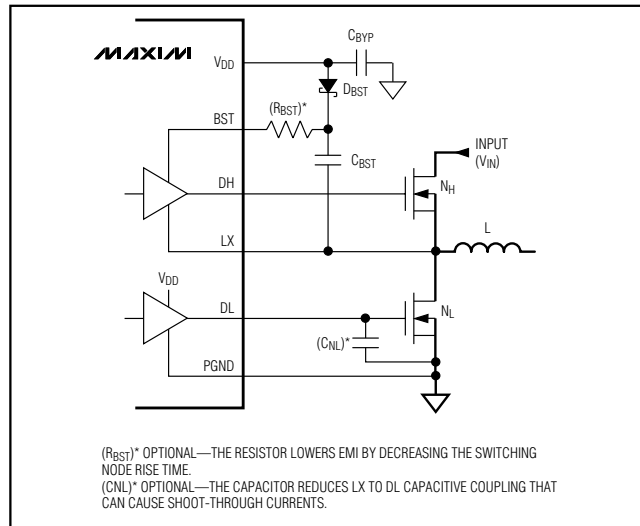 MAXIM
VDD
CBYP
DBST
(RBST)*
BST
CBST
INPUT
(VIN)
DH
NH
L
LX
VDD
DL
NL
(CNL)*
PGND
(RBST)* OPTIONAL—THE RESISTOR LOWERS EMI BY DECREASING THE SWITCHING
NODE RISE TIME.
(CNL)* OPTIONAL—THE CAPACITOR REDUCES LX TO DL CAPACITIVE COUPLING THAT
CAN CAUSE SHOOT-THROUGH CURRENTS.